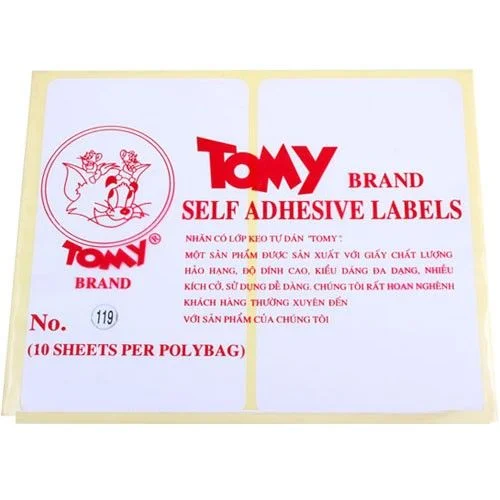 TOMY BRAND
SELF ADHESIVE LABELS
NHÃN CÓ LỚP KEO TỰ DÁN "TOMY".
MỘT SẢN PHẨM ĐƯỢC SẢN XUẤT VỚI GIẤY CHẤT LƯỢNG
HẢO HẠNG, ĐỘ DÍNH CAO, KIỂU DÁNG ĐA DẠNG, NHIỀU
KÍCH CỞ, SỬ DỤNG DỄ DÀNG. CHÚNG TÔI RẤT HOAN NGHÊNH
KHÁCH HÀNG THƯỜNG XUYÊN ĐẾN
VỚI SẢN PHẨM CỦA CHÚNG TÔI
TOMY®
BRAND
No. 119
(10 SHEETS PER POLYBAG)